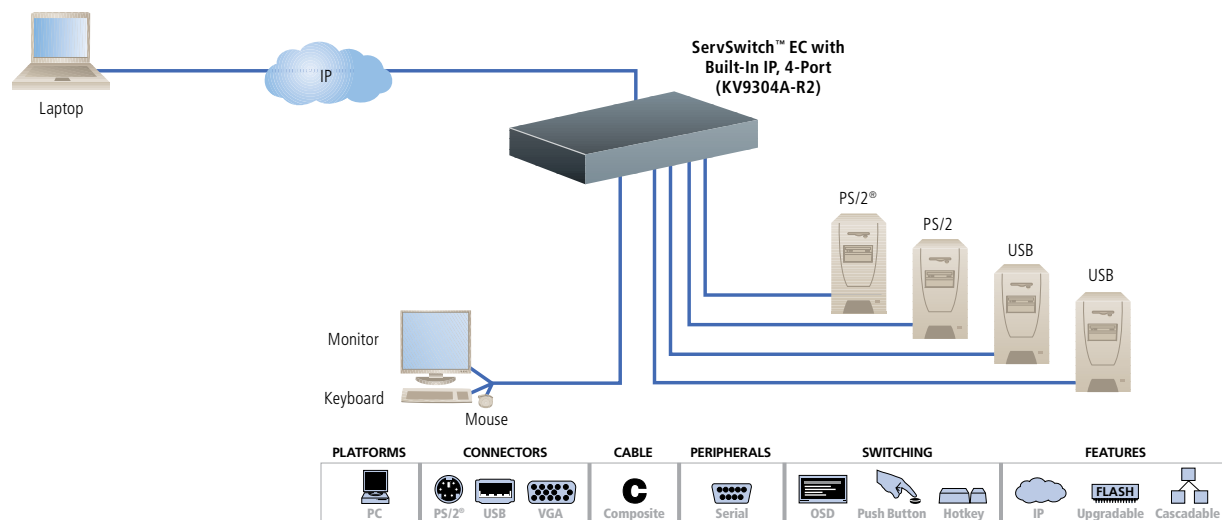 ServSwitch™ EC with
Built-In IP, 4-Port
(KV9304A-R2)
IP
Laptop
PS/2®
PS/2
USB
USB
Monitor
Keyboard
Mouse
PLATFORMS CONNECTORS CABLE PERIPHERALS SWITCHING FEATURES
C FLASH
PC PS/2® USB VGA Composite Serial OSD Push Button Hotkey IP Upgradable Cascadable